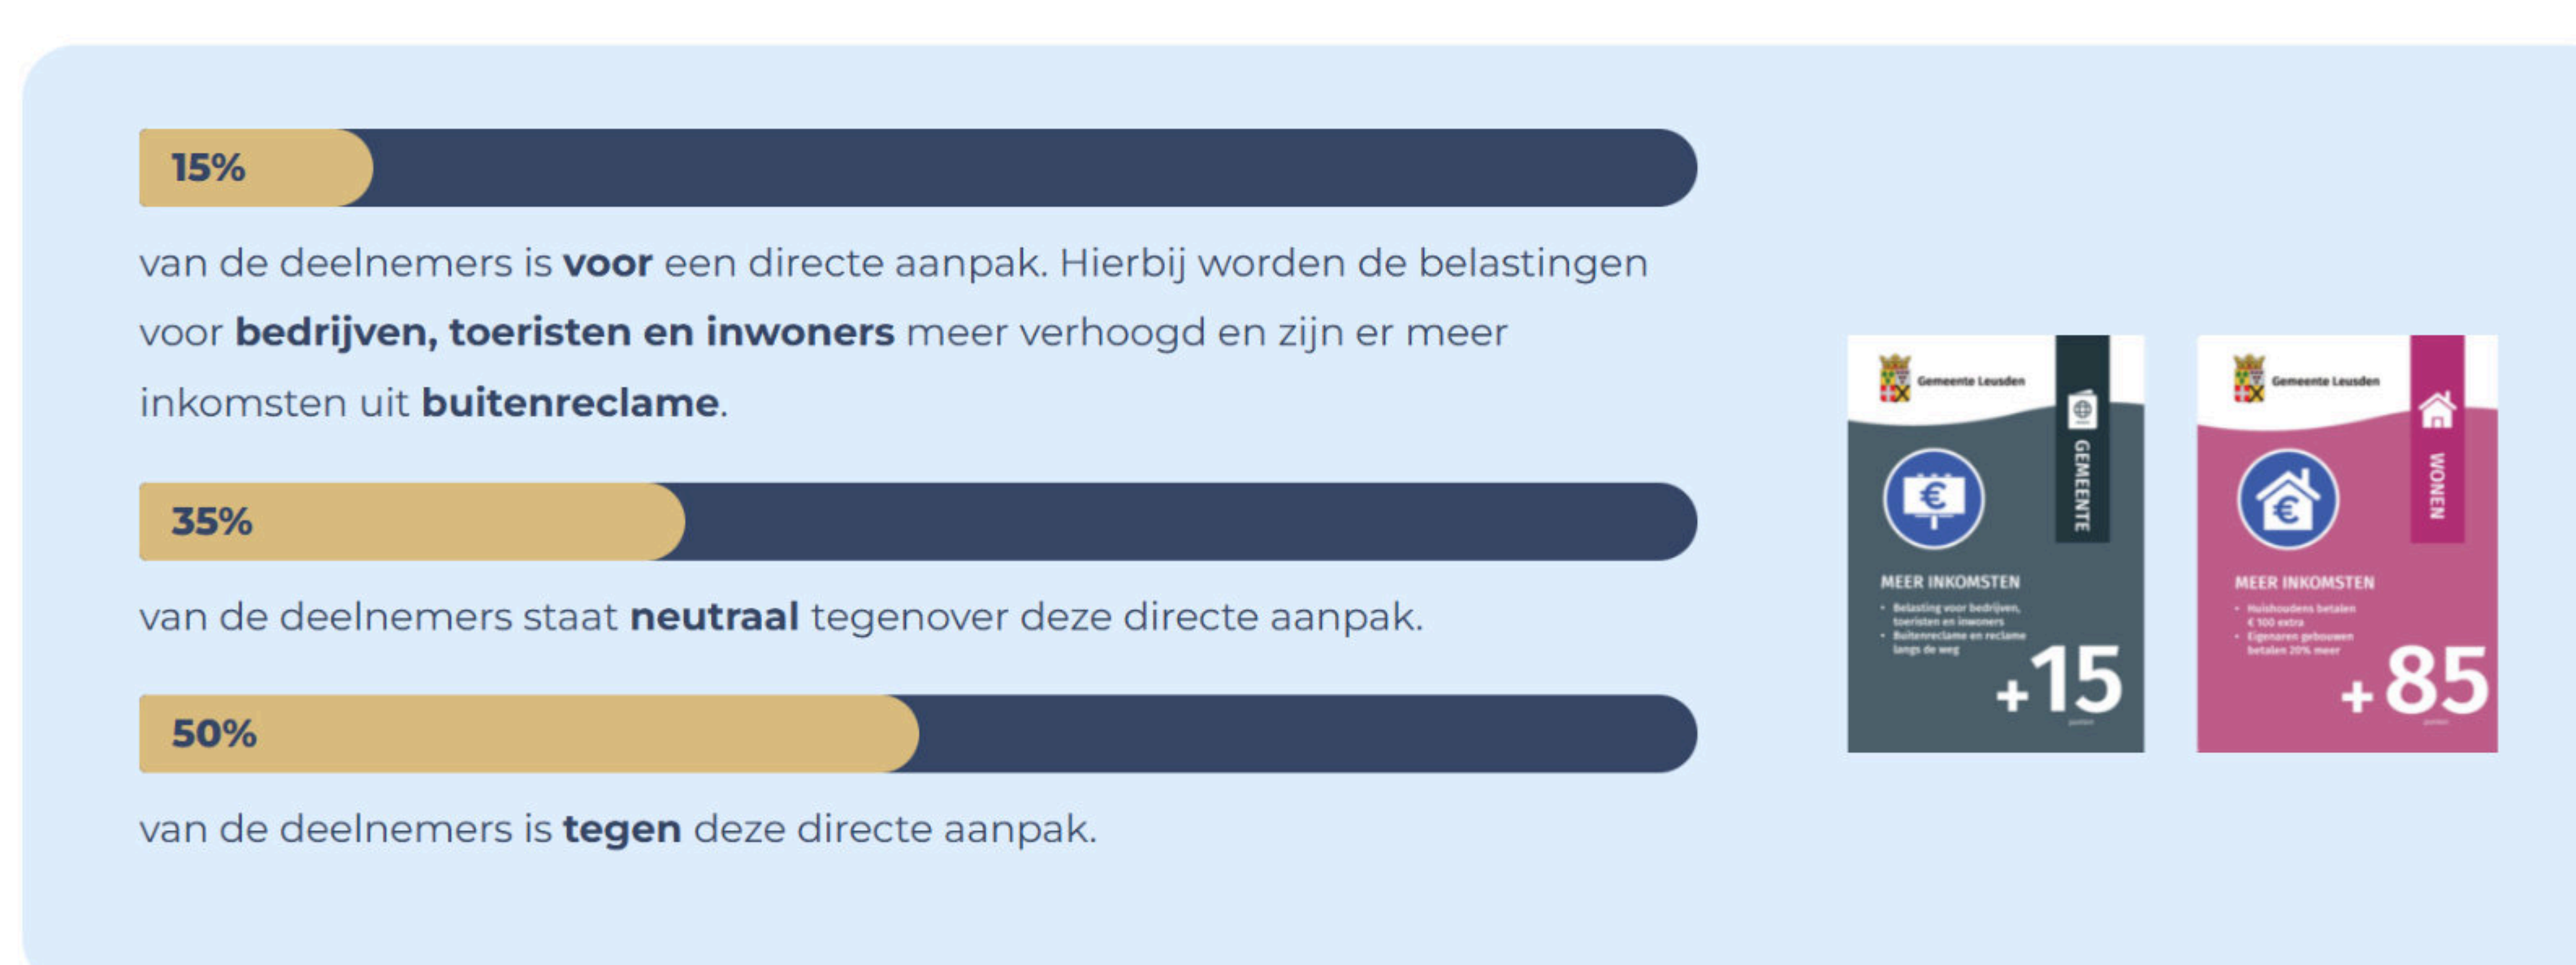 15%
van de deelnemers is voor een directe aanpak. Hierbij worden de belastingen
voor bedrijven, toeristen en inwoners meer verhoogd en zijn er meer
inkomsten uit buitenreclame.
35%
van de deelnemers staat neutraal tegenover deze directe aanpak.
50%
van de deelnemers is tegen deze directe aanpak.
Gemeente Leusden
GEMEENTE
MEER INKOMSTEN
• Belasting voor bedrijven,
toeristen en inwoners
• Buitenreclame en reclame
langs de weg
+15
punten
Gemeente Leusden
WONEN
MEER INKOMSTEN
• Huishoudens betalen
€ 100 extra
• Eigenaren gebouwen
betalen 20% meer
+85
punten